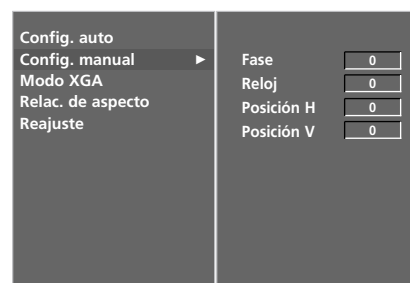 Config. auto
Config. manual ►
Modo XGA
Relac. de aspecto
Reajuste
Fase 0
Reloj 0
Posición H 0
Posición V 0